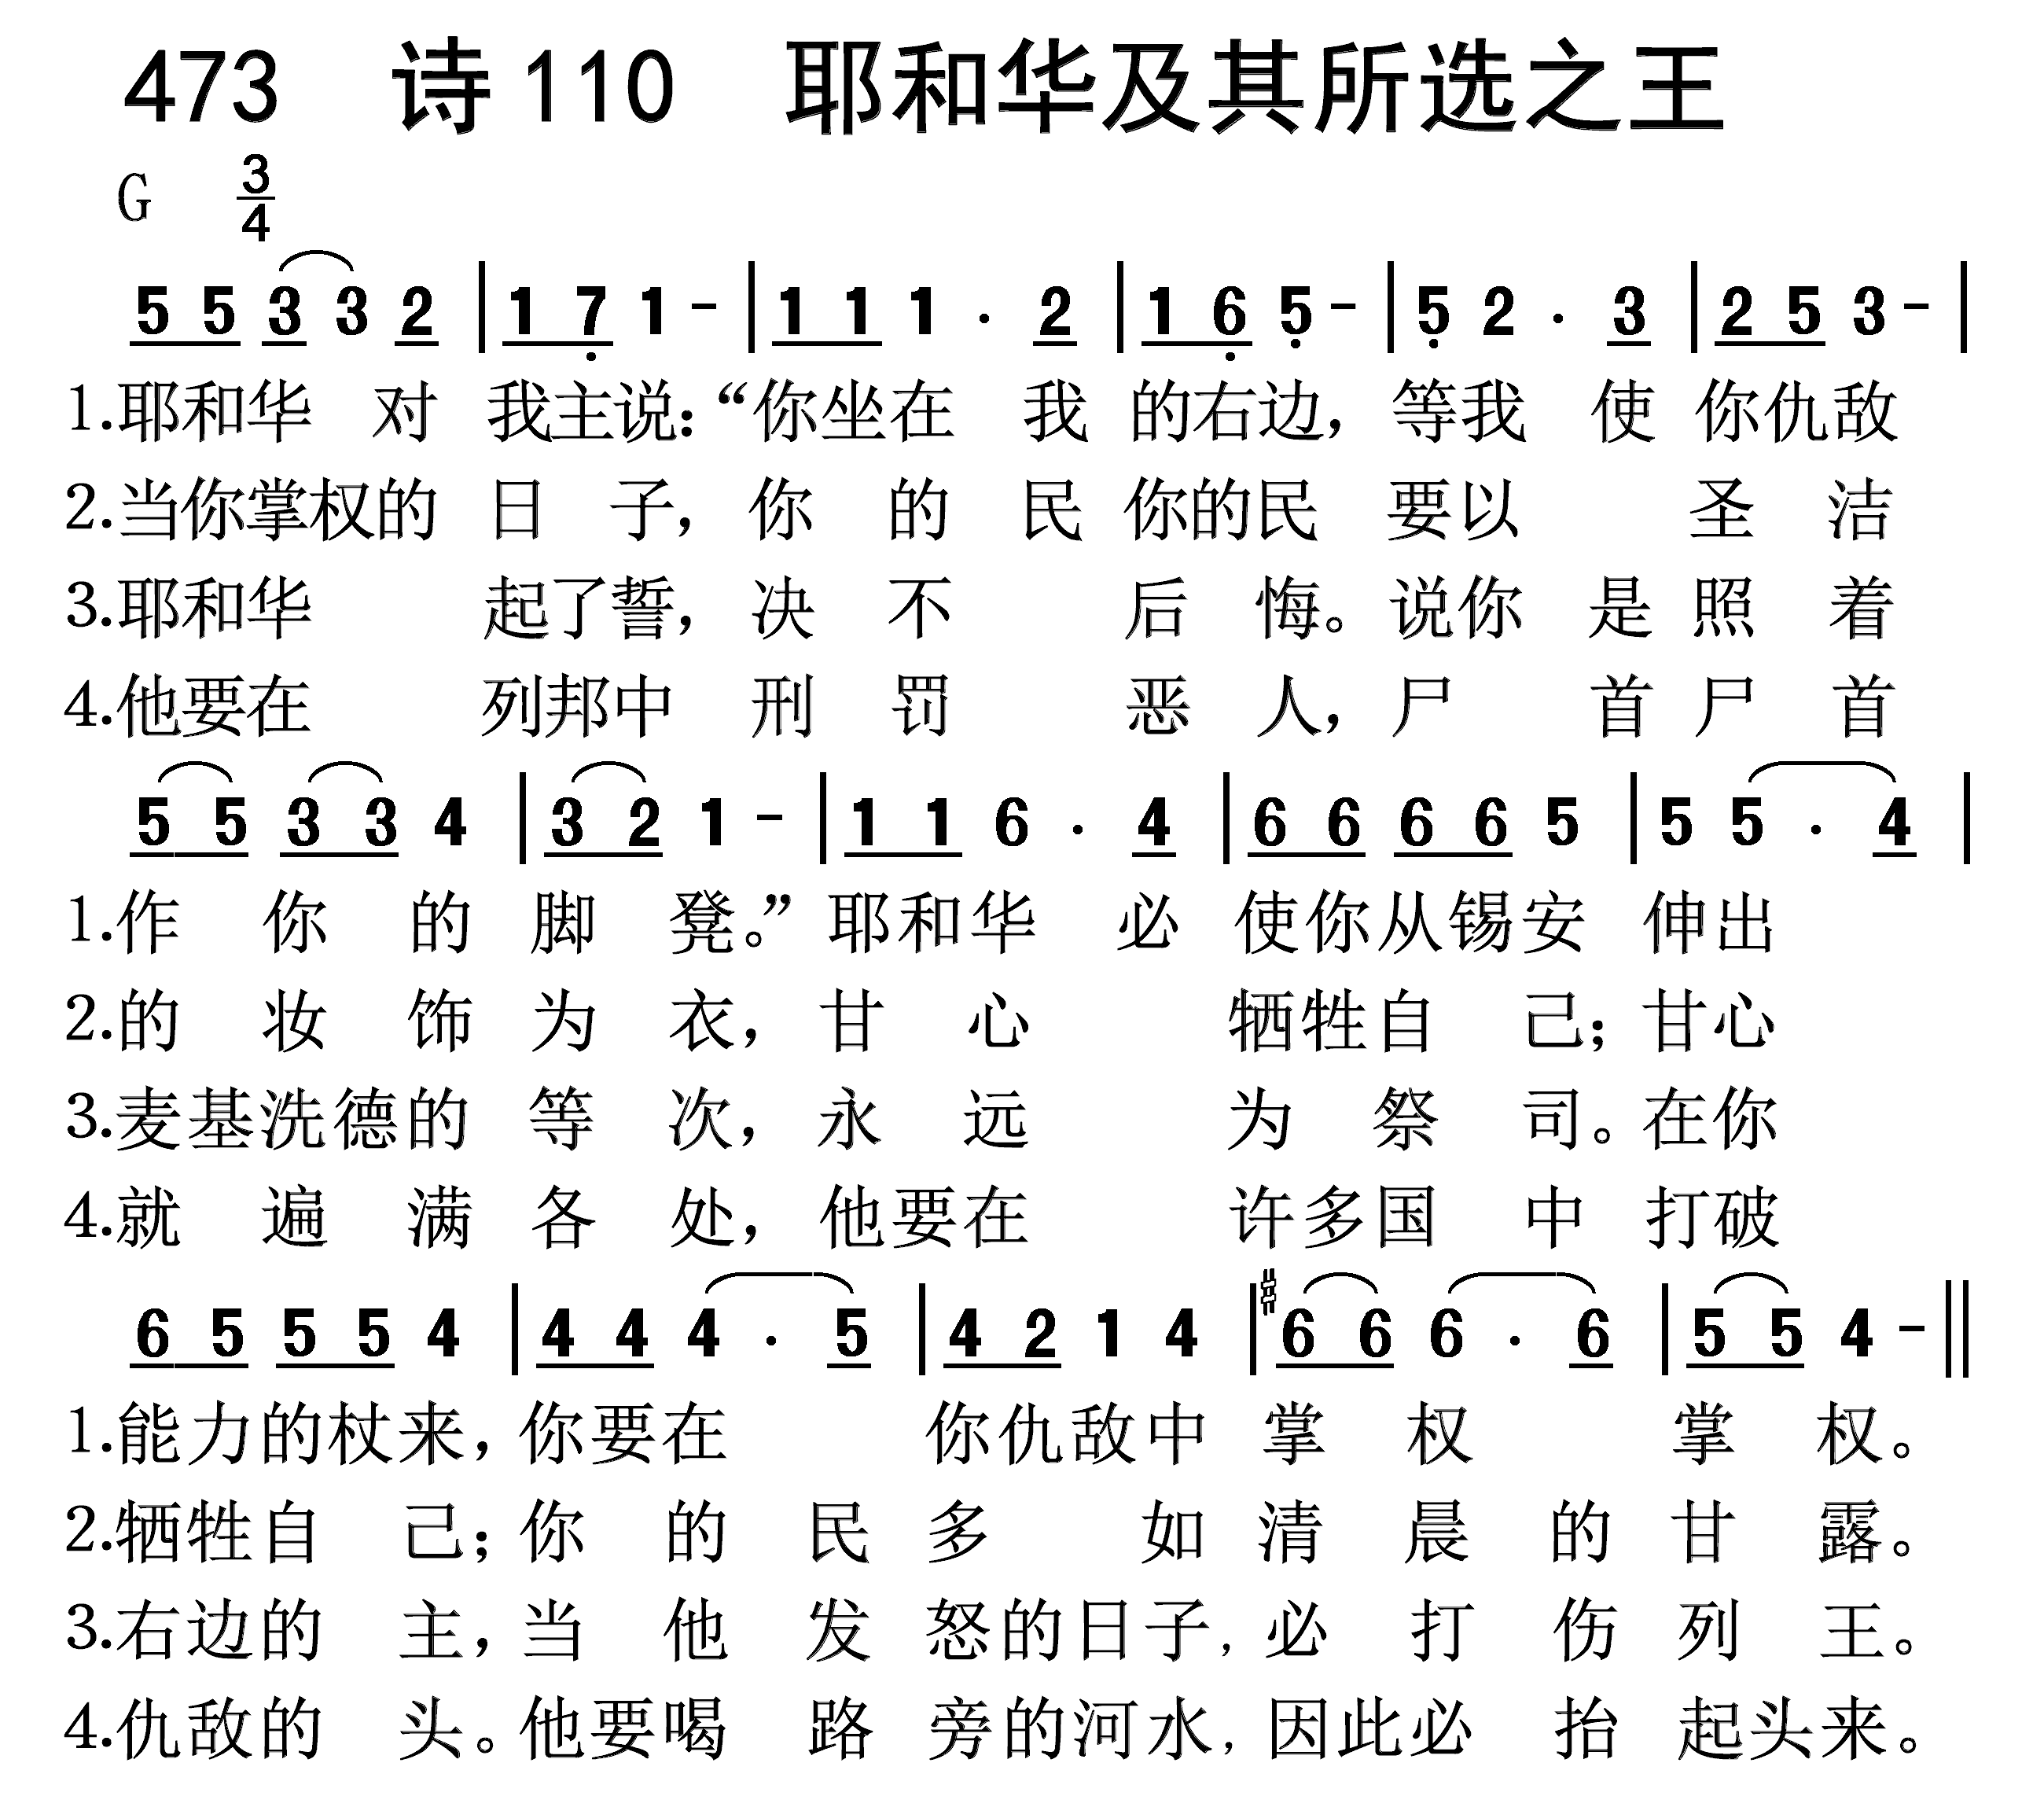 473 诗110 耶和华及其所选之王
G 3/4
5 5 3 3 2 | 1 7 1 - | 1 1 1 · 2 | 1 6 5 - | 5 2 · 3 | 2 5 3 - |
1.耶和华 对 我主说：“你坐在 我 的右边，等我 使 你仇敌
2.当你掌权的 日 子，你 的 民 你的民 要以 圣 洁
3.耶和华 起了誓，决 不 后 悔。说你 是 照 着
4.他要在 列邦中 刑 罚 恶 人，尸 首 尸 首
5 5 3 3 4 | 3 2 1 - | 1 1 6 · 4 | 6 6 6 6 5 | 5 5 · 4 |
1.作 你 的 脚 凳。” 耶和华 必 使你从锡安 伸出
2.的 妆 饰 为 衣，甘 心 牺牲自 己；甘心
3.麦基洗德的 等 次，永 远 为 祭 司。在你
4.就 遍 满 各 处，他要在 许多国 中 打破
6 5 5 5 4 | 4 4 4 · 5 | 4 2 1 4 | #6 6 6 · 6 | 5 5 4 - ||
1.能力的杖来，你要在 你仇敌中 掌 权 掌 权。
2.牺牲自 己；你 的 民 多 如 清 晨 的 甘 露。
3.右边的 主，当 他 发 怒的日子，必 打 伤 列 王。
4.仇敌的 头。他要喝 路 旁的河水，因此必 抬 起头来。